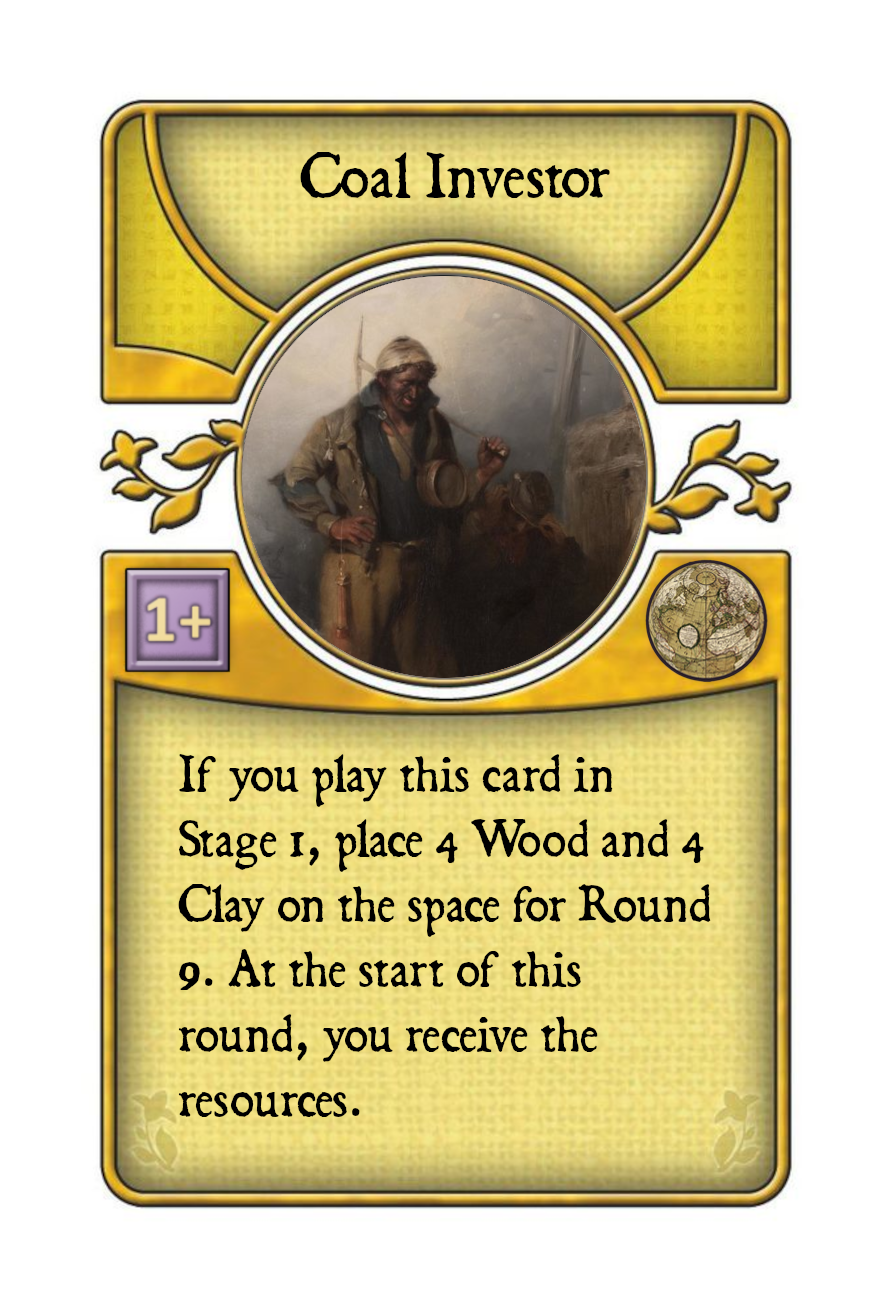 Coal Investor
1+
If you play this card in
Stage 1, place 4 Wood and 4
Clay on the space for Round
9. At the start of this
round, you receive the
resources.